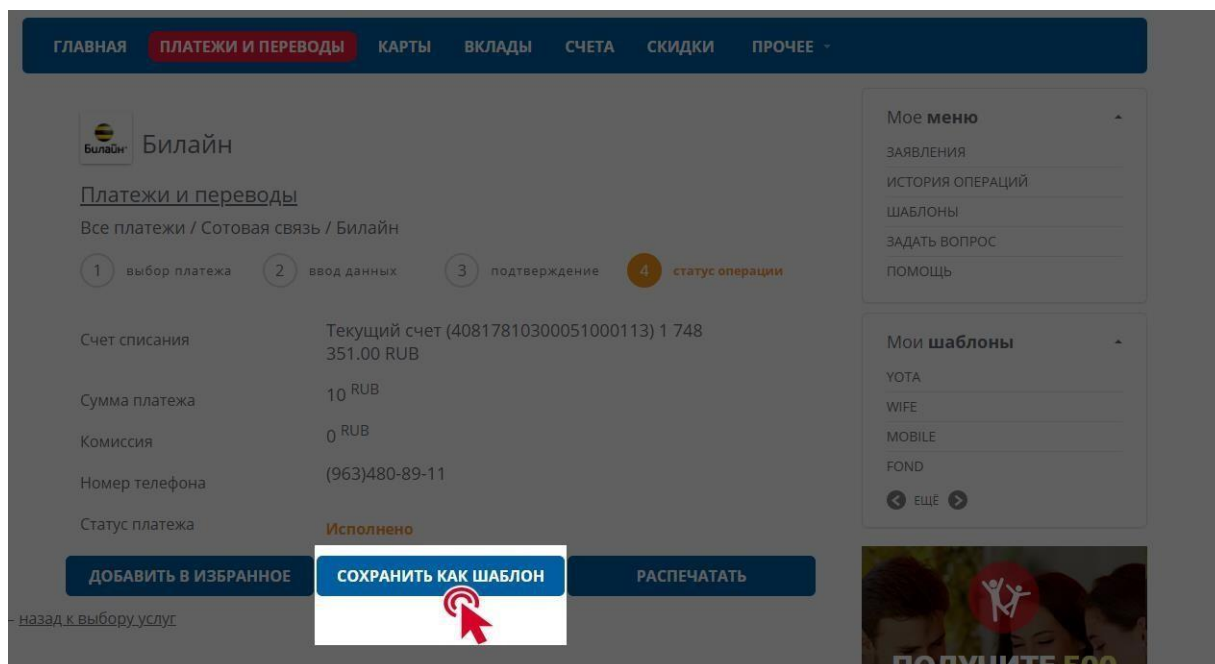 ГЛАВНАЯ ПЛАТЕЖИ И ПЕРЕВОДЫ КАРТЫ ВКЛАДЫ СЧЕТА СКИДКИ ПРОЧЕЕ
Билайн Билайн
Платежи и переводы
Все платежи / Сотовая связь / Билайн
1 выбор платежа 2 ввод данных 3 подтверждение 4 статус операции
Счет списания Текущий счет (40817810300051000113) 1 748
351.00 RUB
Сумма платежа 10 RUB
Комиссия 0 RUB
Номер телефона (963)480-89-11
Статус платежа Исполнено
ДОБАВИТЬ В ИЗБРАННОЕ СОХРАНИТЬ КАК ШАБЛОН РАСПЕЧАТАТЬ
назад к выбору услуг
Мое меню
ЗАЯВЛЕНИЯ
ИСТОРИЯ ОПЕРАЦИЙ
ШАБЛОНЫ
ЗАДАТЬ ВОПРОС
ПОМОЩЬ
Мои шаблоны
YOTA
WIFE
MOBILE
FOND
ЕЩЁ
ПОЛУЧИТЕ 500